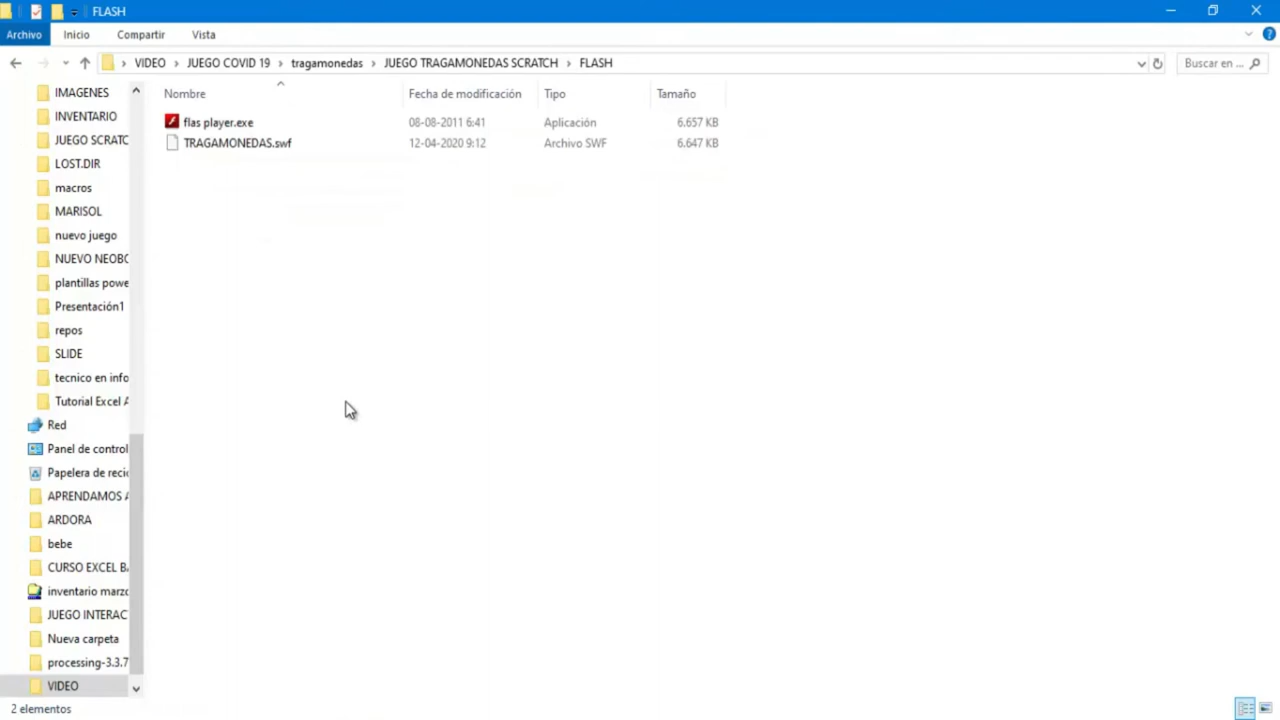 FLASH
Archivo Inicio Compartir Vista
VIDEO JUEGO COVID 19 tragamonedas JUEGO TRAGAMONEDAS SCRATCH FLASH
Buscar en ...
Nombre Fecha de modificación Tipo Tamaño
flas player.exe 08-08-2011 6:41 Aplicación 6.657 KB
TRAGAMONEDAS.swf 12-04-2020 9:12 Archivo SWF 6.647 KB
IMAGENES
INVENTARIO
JUEGO SCRATC
LOST.DIR
macros
MARISOL
nuevo juego
NUEVO NEOBO
plantillas powe
Presentación1
repos
SLIDE
tecnico en info
Tutorial Excel A
Red
Panel de control
Papelera de reci
APRENDAMOS A
ARDORA
bebe
CURSO EXCEL BA
inventario marzo
JUEGO INTERAC
Nueva carpeta
processing-3.3.7
VIDEO
2 elementos